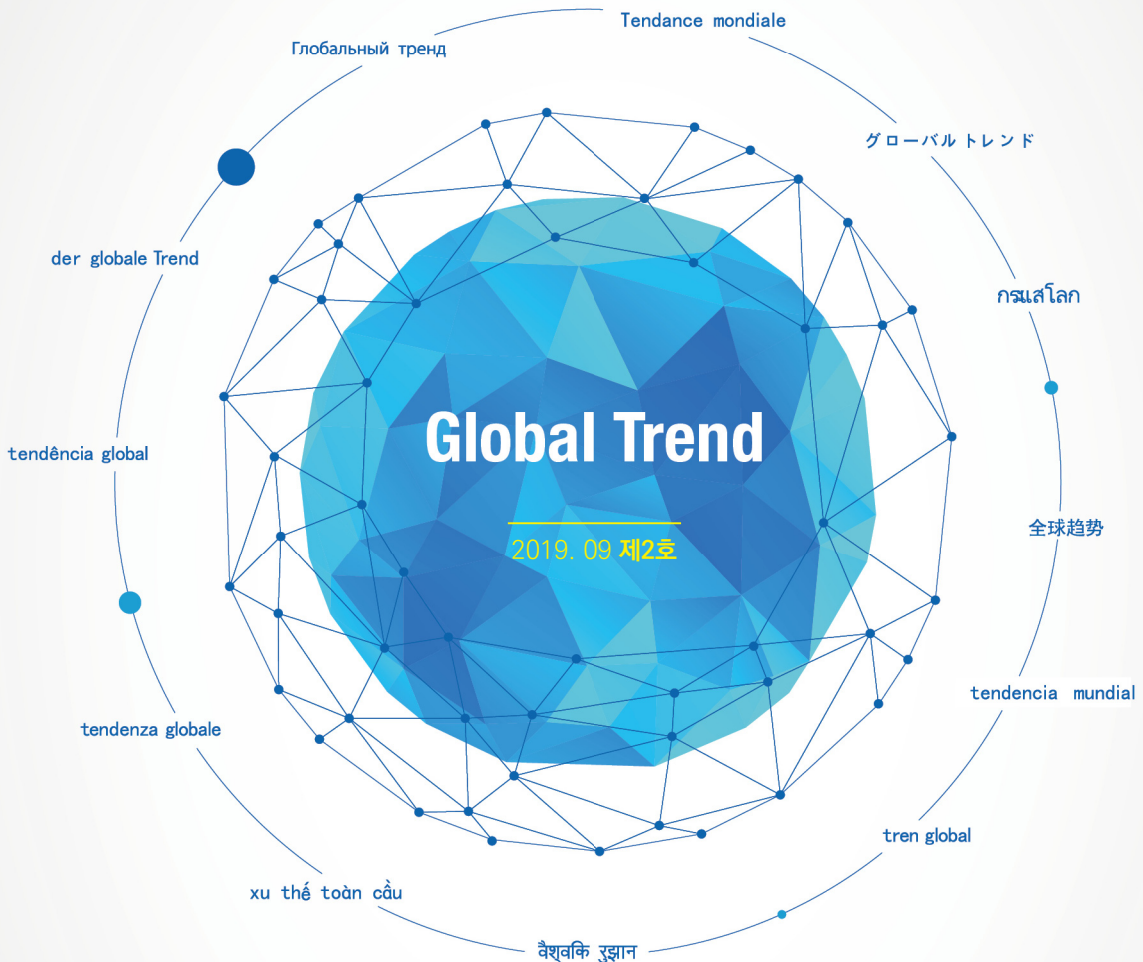 Tendance mondiale
Глобальный тренд
グローバルトレンド
der globale Trend
กระแสโลก
Global Trend
tendência global
2019. 09 제2호
全球趋势
tendencia mundial
tendenza globale
tren global
xu thế toàn cầu
वैश्वकि रुझान